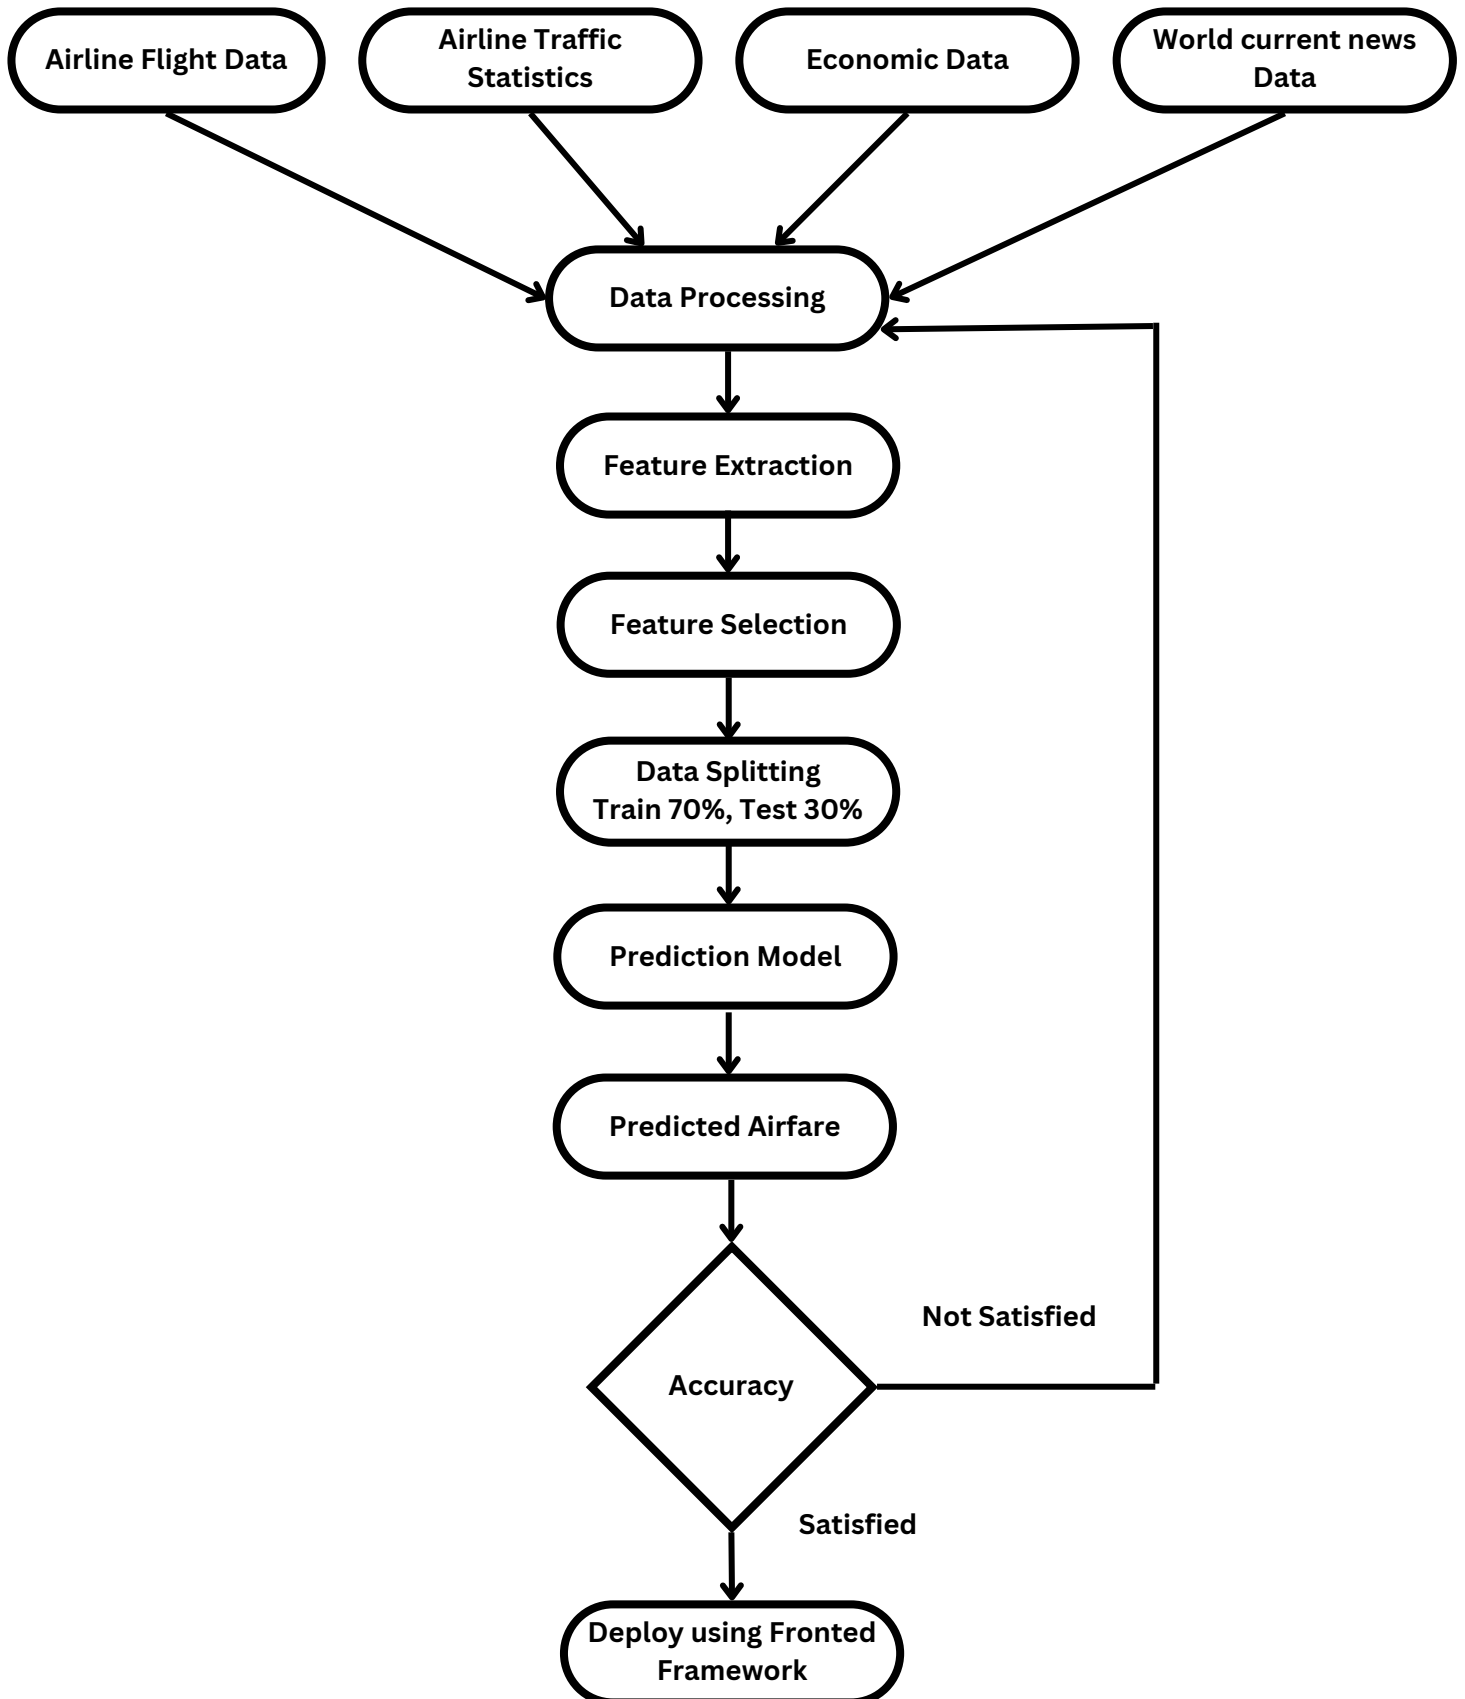 Airline Flight Data
Airline Traffic
Statistics
Economic Data
World current news
Data
Data Processing
Feature Extraction
Feature Selection
Data Splitting
Train 70%, Test 30%
Prediction Model
Predicted Airfare
Not Satisfied
Accuracy
Satisfied
Deploy using Fronted
Framework